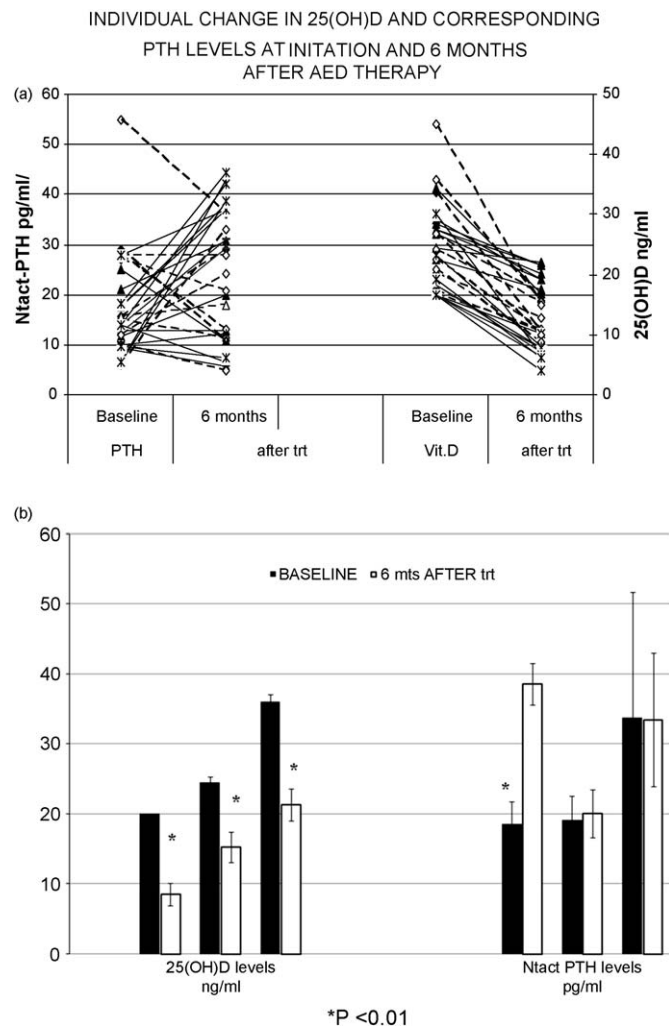 INDIVIDUAL CHANGE IN 25(OH)D AND CORRESPONDING
PTH LEVELS AT INITATION AND 6 MONTHS
AFTER AED THERAPY
(a)
60
50
40
30
20
10
0
Ntact-PTH pg/ml/
50
40
30
20
10
0
25(OH)D ng/ml
Baseline 6 months Baseline 6 months
PTH after trt Vit.D after trt
(b)
60
50
40
30
20
10
0
BASELINE 6 mts AFTER trt
* * * *
25(OH)D levels Ntact PTH levels
ng/ml pg/ml
*P <0.01